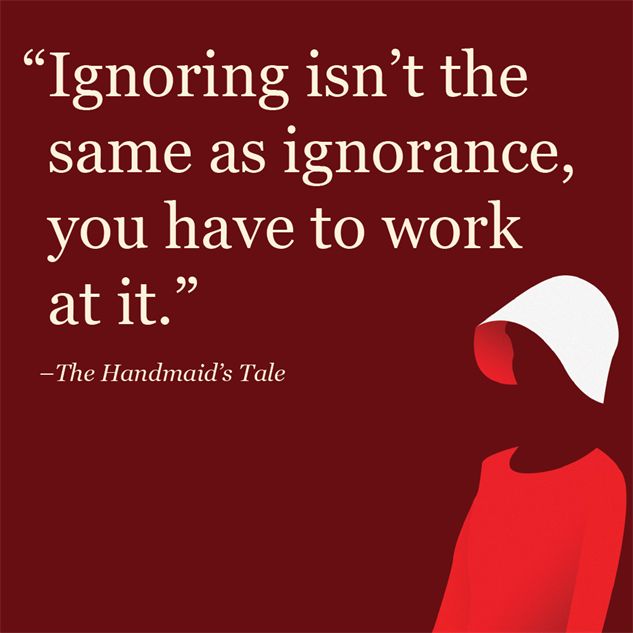 “Ignoring isn’t the
same as ignorance,
you have to work
at it.”
–The Handmaid’s Tale